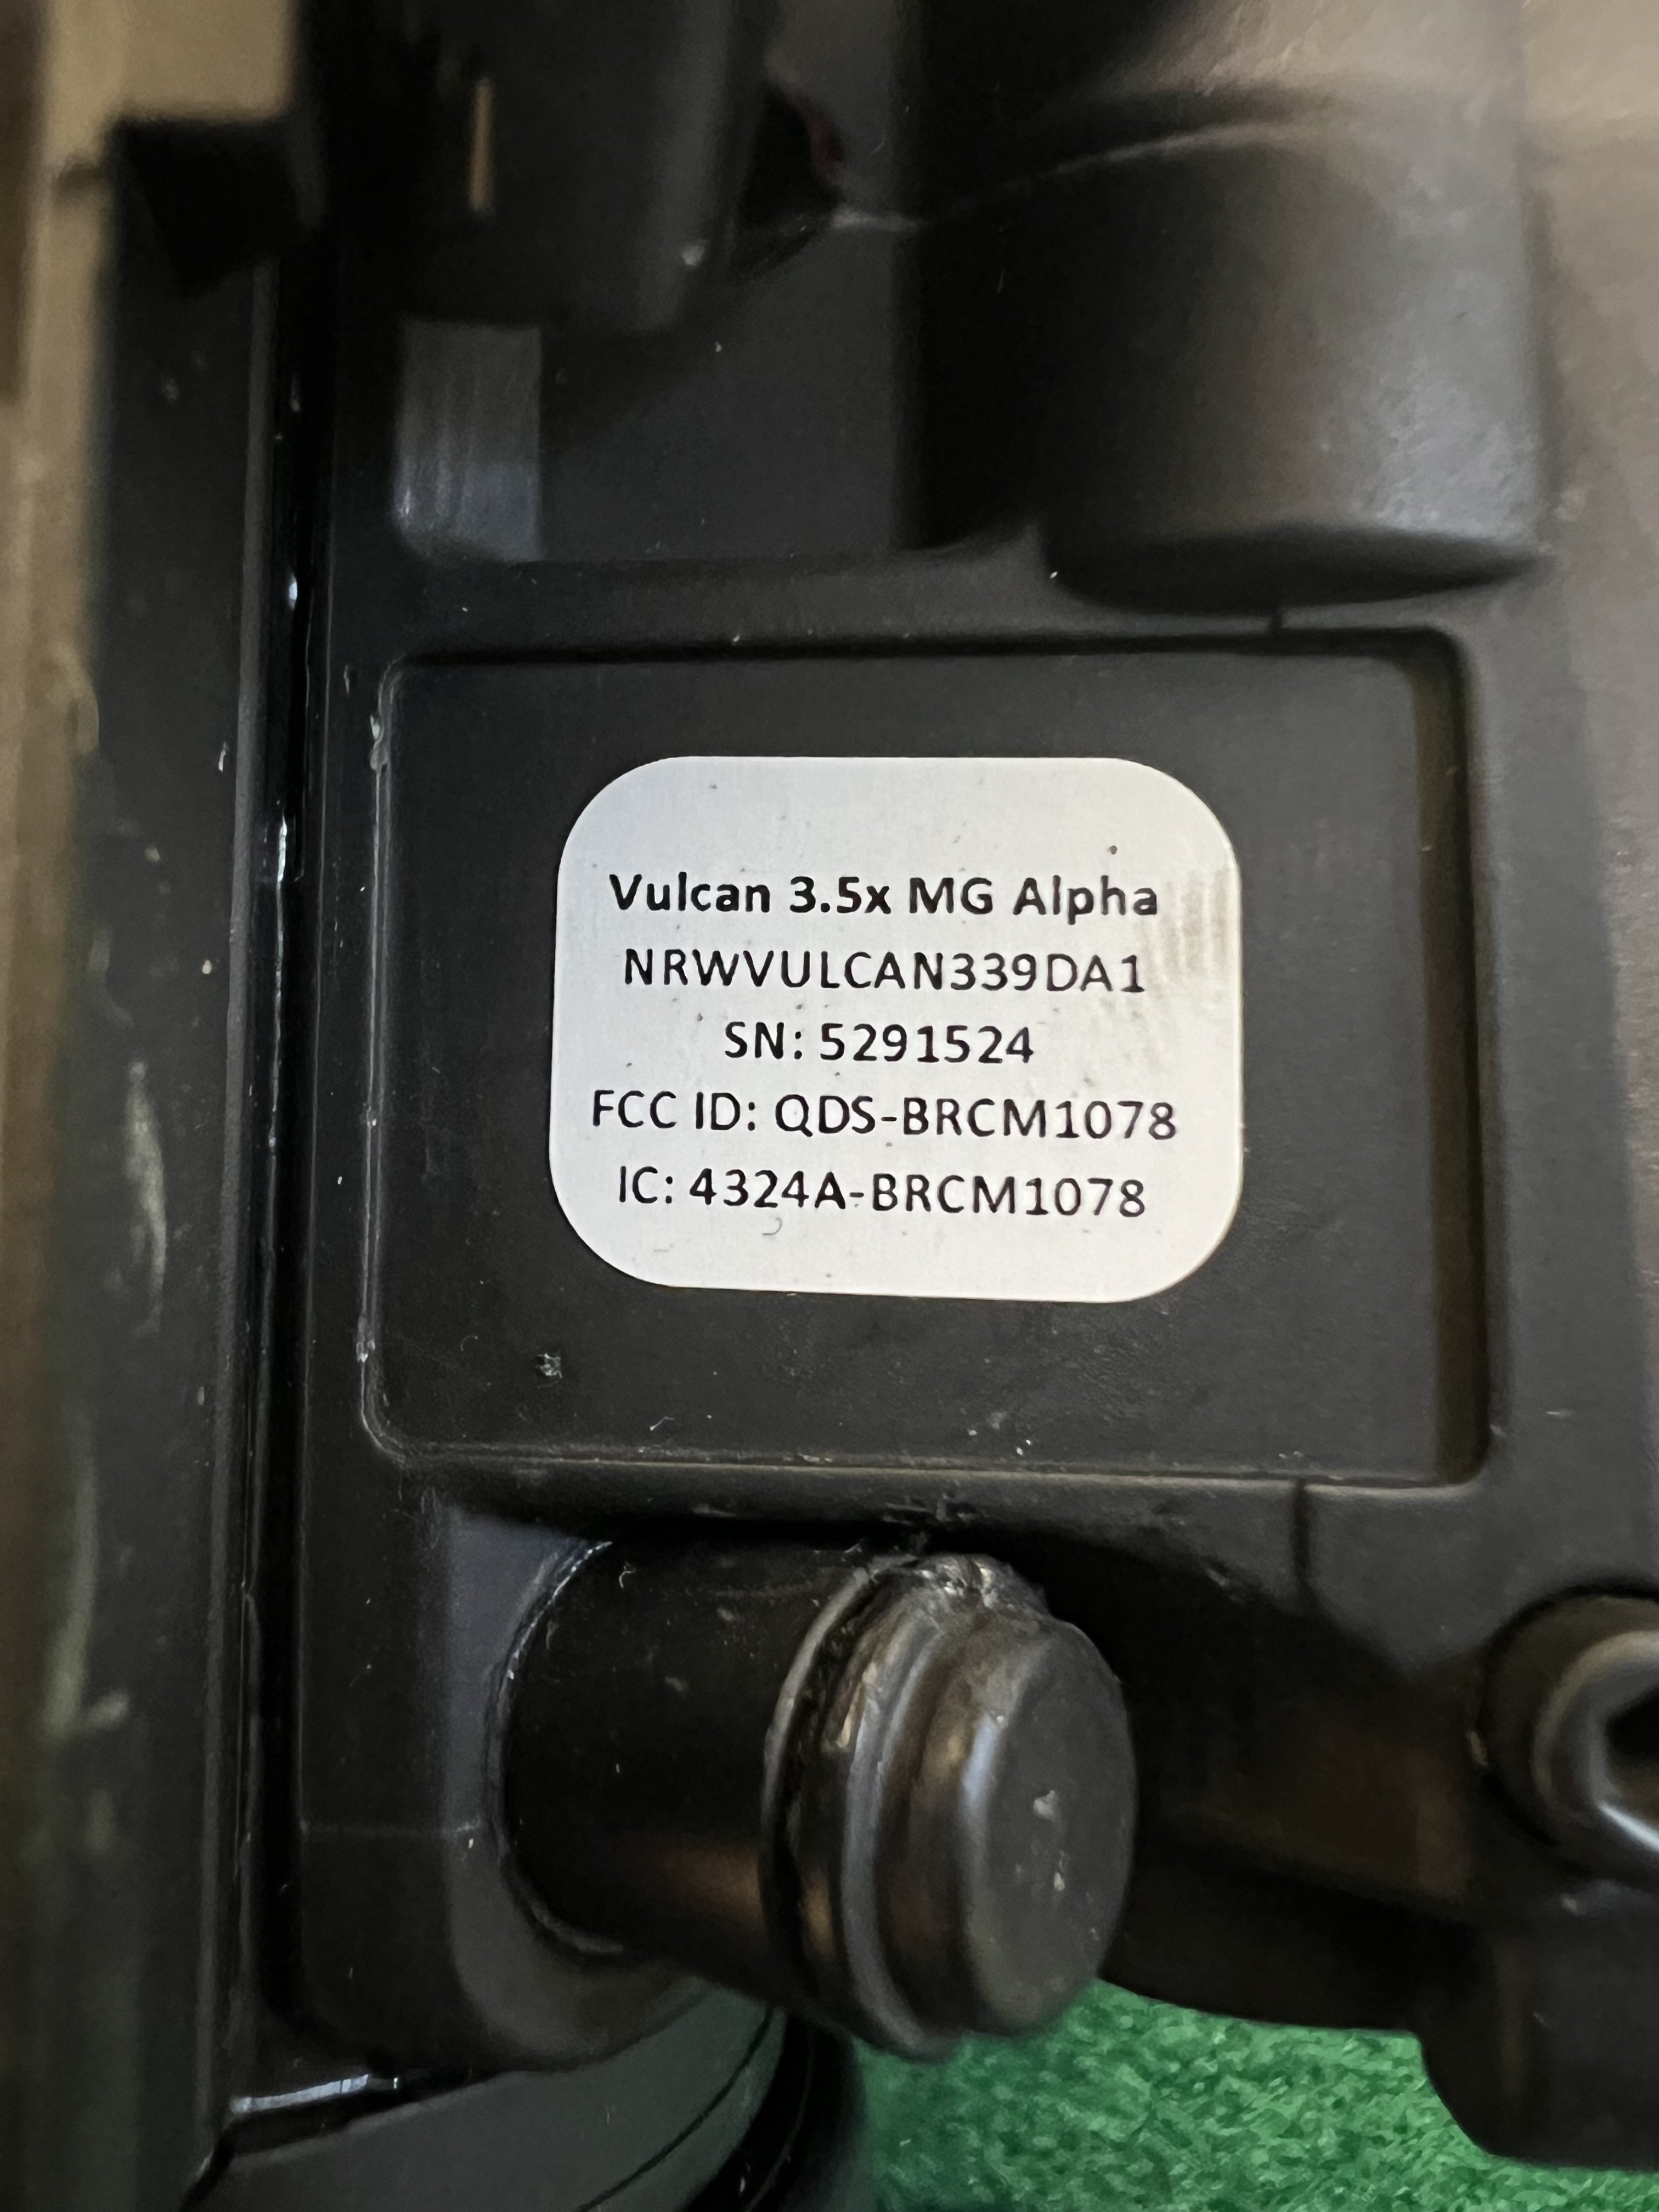 Vulcan 3.5x MG Alpha
NRWVULCAN339DA1
SN: 5291524
FCC ID: QDS-BRCM1078
IC: 4324A-BRCM1078